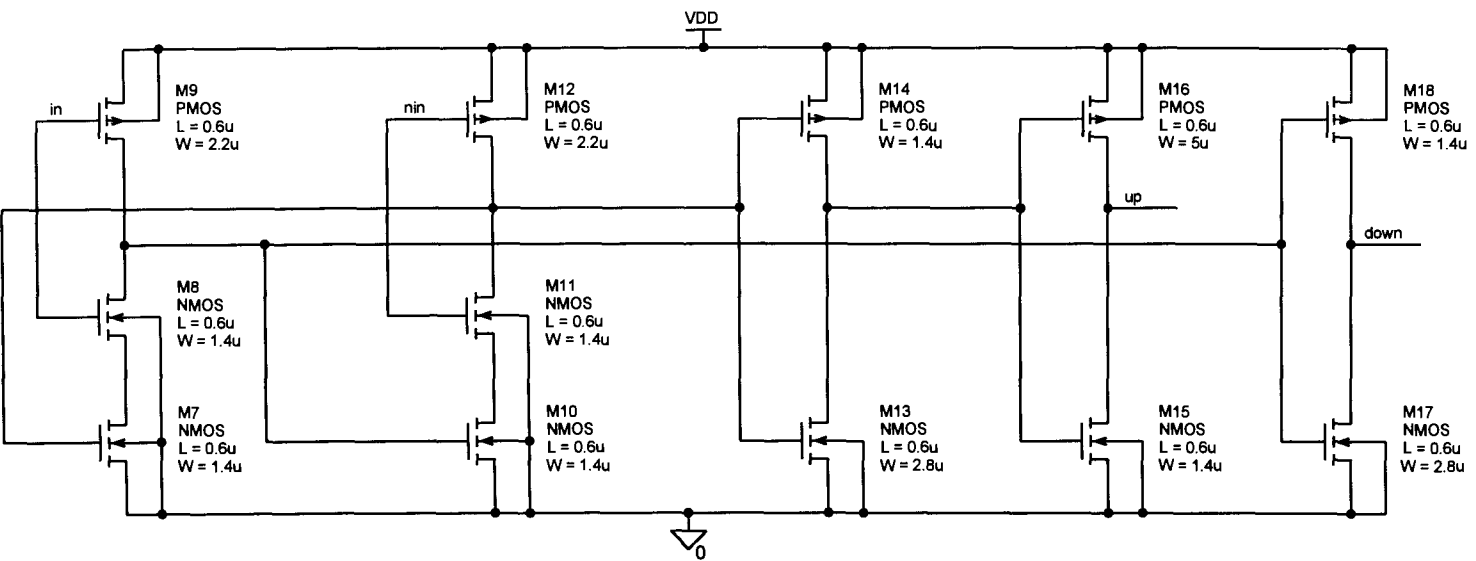 VDD
in
M9
PMOS
L = 0.6u
W = 2.2u
nin
M12
PMOS
L = 0.6u
W = 2.2u
M14
PMOS
L = 0.6u
W = 1.4u
M16
PMOS
L = 0.6u
W = 5u
M18
PMOS
L = 0.6u
W = 1.4u
up
down
M8
NMOS
L = 0.6u
W = 1.4u
M11
NMOS
L = 0.6u
W = 1.4u
M7
NMOS
L = 0.6u
W = 1.4u
M10
NMOS
L = 0.6u
W = 1.4u
M13
NMOS
L = 0.6u
W = 2.8u
M15
NMOS
L = 0.6u
W = 1.4u
M17
NMOS
L = 0.6u
W = 2.8u
0